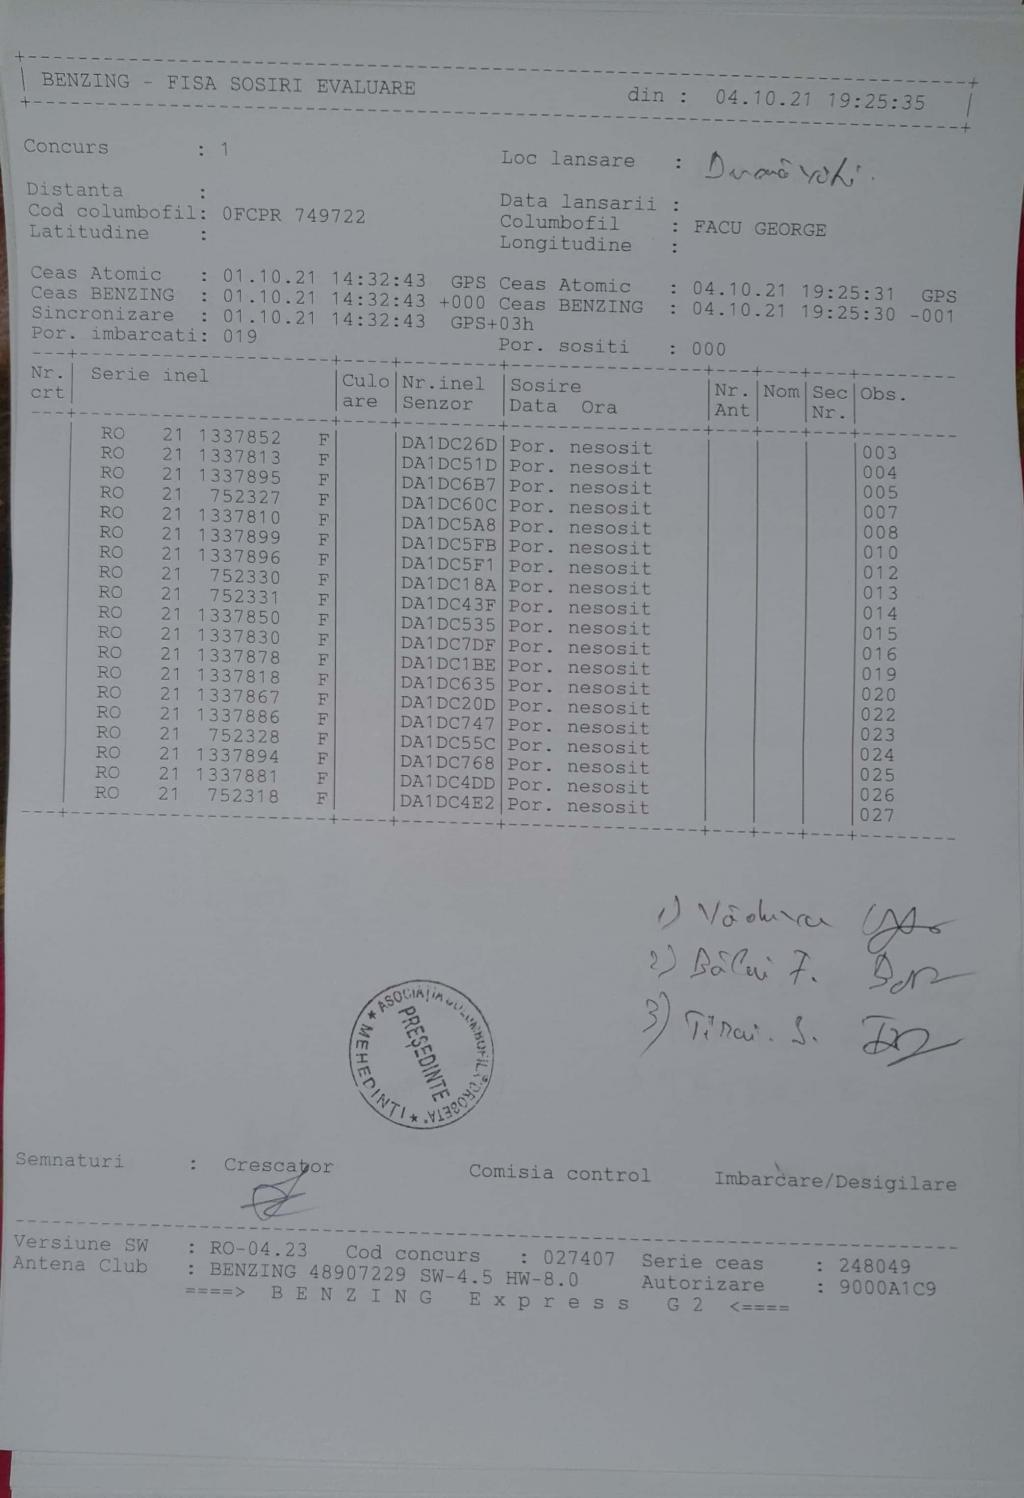 BENZING - FISA SOSIRI EVALUARE din : 04.10.21 19:25:35
Concurs : 1 Loc lansare :
Distanta : Data lansarii :
Cod columbofil: 0FCPR 749722 Columbofil : FACU GEORGE
Latitudine : Longitudine :
Ceas Atomic : 01.10.21 14:32:43 GPS Ceas Atomic : 04.10.21 19:25:31 GPS
Ceas BENZING : 01.10.21 14:32:43 +000 Ceas BENZING : 04.10.21 19:25:30 -001
Sincronizare : 01.10.21 14:32:43 GPS+03h
Por. imbarcati: 019 Por. sositi : 000
Nr. Serie inel Culo Nr.inel Sosire Nr. Nom Sec Obs.
crt are Senzor Data Ora Ant Nr.
RO 21 1337852 F DA1DC26D Por. nesosit 003
RO 21 1337813 F DA1DC51D Por. nesosit 004
RO 21 1337895 F DA1DC6B7 Por. nesosit 005
RO 21 752327 F DA1DC60C Por. nesosit 007
RO 21 1337810 F DA1DC5A8 Por. nesosit 008
RO 21 1337899 F DA1DC5FB Por. nesosit 010
RO 21 1337896 F DA1DC5F1 Por. nesosit 012
RO 21 752330 F DA1DC18A Por. nesosit 013
RO 21 752331 F DA1DC43F Por. nesosit 014
RO 21 1337850 F DA1DC535 Por. nesosit 015
RO 21 1337830 F DA1DC7DF Por. nesosit 016
RO 21 1337878 F DA1DC1BE Por. nesosit 019
RO 21 1337818 F DA1DC635 Por. nesosit 020
RO 21 1337867 F DA1DC20D Por. nesosit 022
RO 21 1337886 F DA1DC747 Por. nesosit 023
RO 21 752328 F DA1DC55C Por. nesosit 024
RO 21 1337894 F DA1DC768 Por. nesosit 025
RO 21 1337881 F DA1DC4DD Por. nesosit 026
RO 21 752318 F DA1DC4E2 Por. nesosit 027
1)
2) F.
3) S.
ASOCIAȚIA COLUMBOFILĂ "DROBETA" MEHEDINTI
PREȘEDINTE
Semnaturi : Crescator Comisia control Imbarcare/Desigilare
Versiune SW : RO-04.23 Cod concurs : 027407 Serie ceas : 248049
Antena Club : BENZING 48907229 SW-4.5 HW-8.0 Autorizare : 9000A1C9
====> B E N Z I N G E x p r e s s G 2 <====